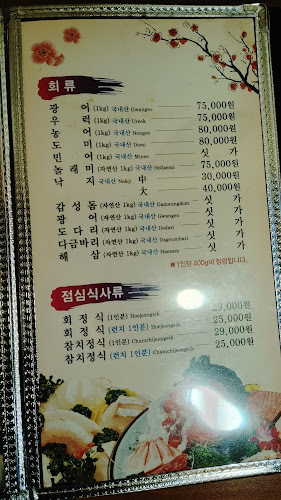 회 류
광 어 (1kg) 국내산 Gwangeo 75,000원
우 럭 (1kg) 국내산 Ureok 75,000원
농 어 (1kg) 국내산 Nongeo 80,000원
도 미 (1kg) 국내산 Domi 80,000원
민 어 (1kg) 국내산 Mineo 싯 가
놀 래 미 (자연산 1kg) 국내산 Nollaemi 75,000원
낙 지 국내산 Nakji 中 30,000원
大 40,000원
감 성 돔 (자연산 1kg) 국내산 Gamseongdom 싯 가
광 어 (자연산 1kg) 국내산 Gwangeo 싯 가
도 다 리 (자연산 1kg) 국내산 Dodari 싯 가
다금바리 (자연산 1kg) 국내산 Dageumbari 싯 가
해 삼 (자연산 1kg) 국내산 Haesam 싯 가
1인당 400g이 정량입니다.
점심식사류
회 정 식 (1인분) Hoejeongsik 29,000원
회 정 식 (런치 1인분) Hoejeongsik 25,000원
참치정식 (1인분) Chamchijeongsik 29,000원
참치정식 (런치 1인분) Chamchijeongsik 25,000원